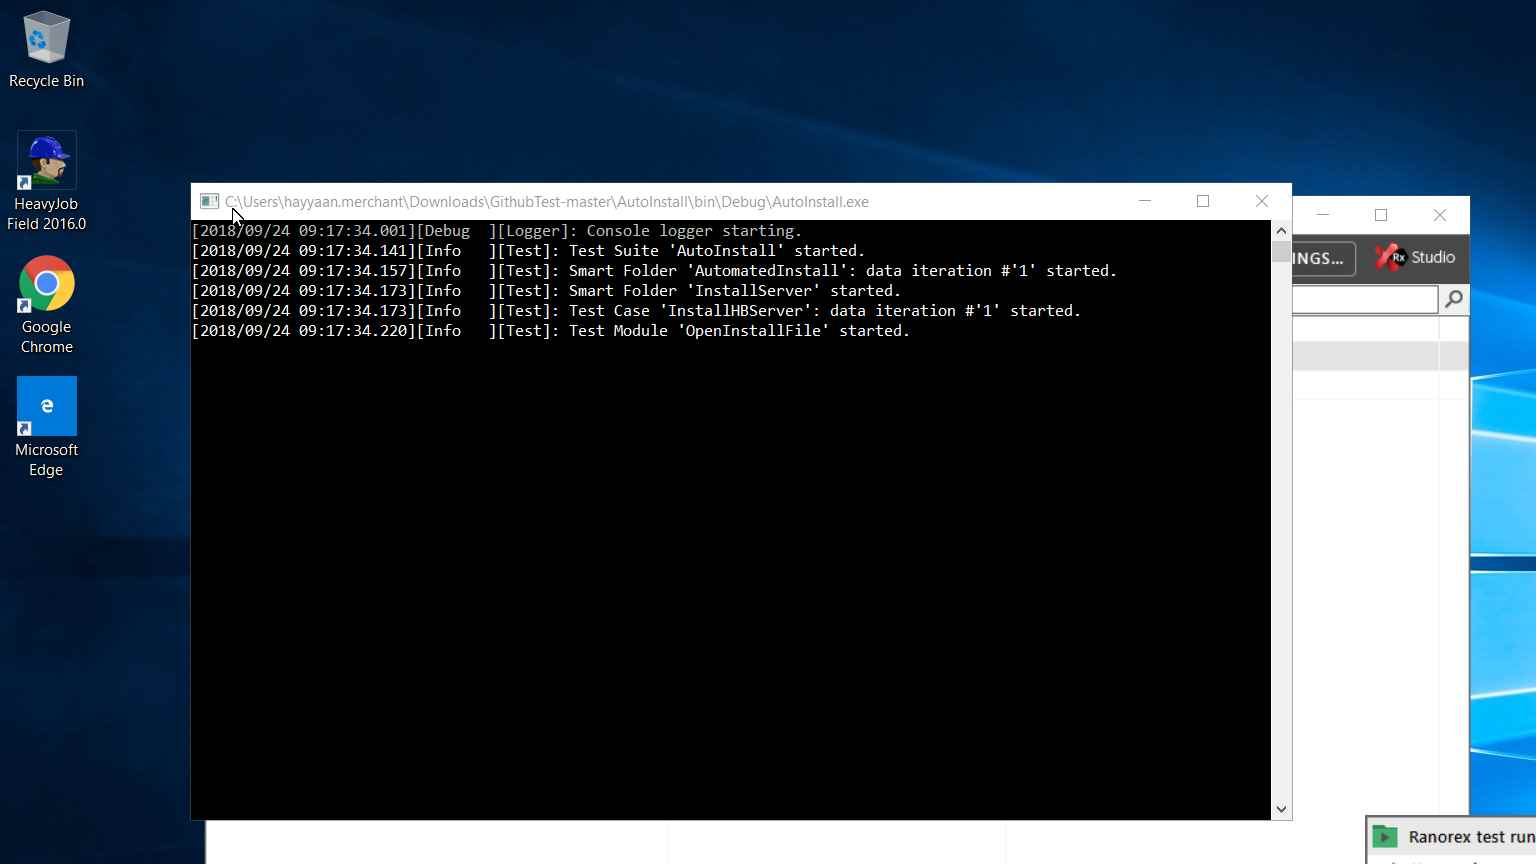 Recycle Bin
HeavyJob
Field 2016.0
Google
Chrome
Microsoft
Edge
C:\Users\hayyaan.merchant\Downloads\GithubTest-master\AutoInstall\bin\Debug\AutoInstall.exe
[2018/09/24 09:17:34.001][Debug  ][Logger]: Console logger starting.
[2018/09/24 09:17:34.141][Info   ][Test]: Test Suite 'AutoInstall' started.
[2018/09/24 09:17:34.157][Info   ][Test]: Smart Folder 'AutomatedInstall': data iteration #'1' started.
[2018/09/24 09:17:34.173][Info   ][Test]: Smart Folder 'InstallServer' started.
[2018/09/24 09:17:34.173][Info   ][Test]: Test Case 'InstallHBServer': data iteration #'1' started.
[2018/09/24 09:17:34.220][Info   ][Test]: Test Module 'OpenInstallFile' started.
INGS...
Rx Studio
Ranorex test run